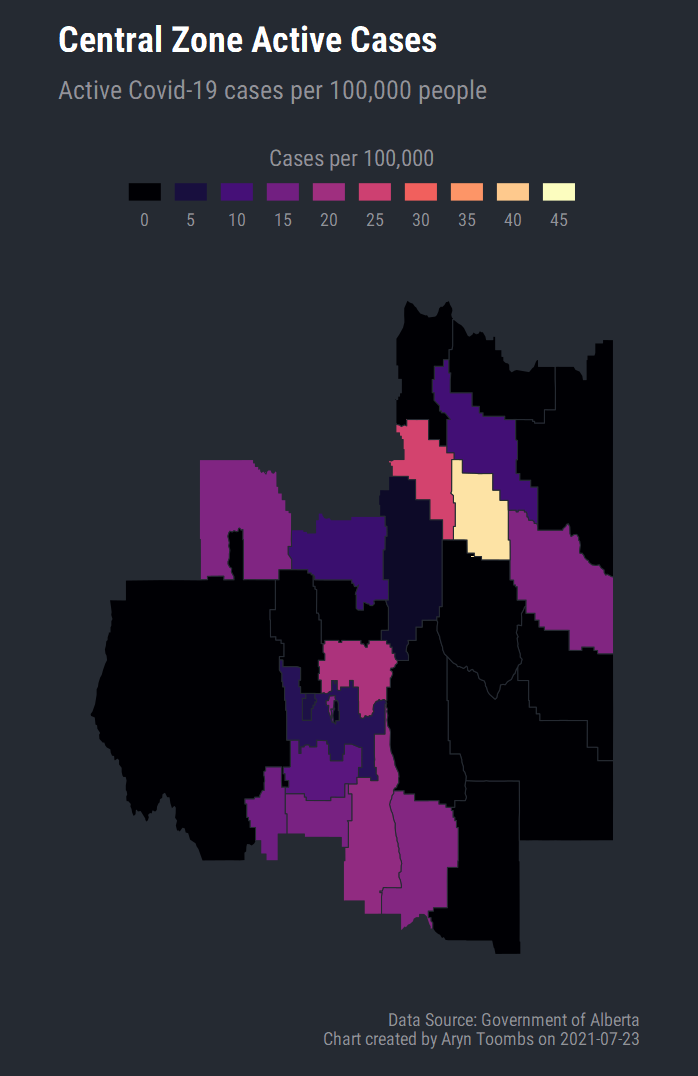 Central Zone Active Cases
Active Covid-19 cases per 100,000 people
Cases per 100,000
0 5 10 15 20 25 30 35 40 45
Data Source: Government of Alberta
Chart created by Aryn Toombs on 2021-07-23